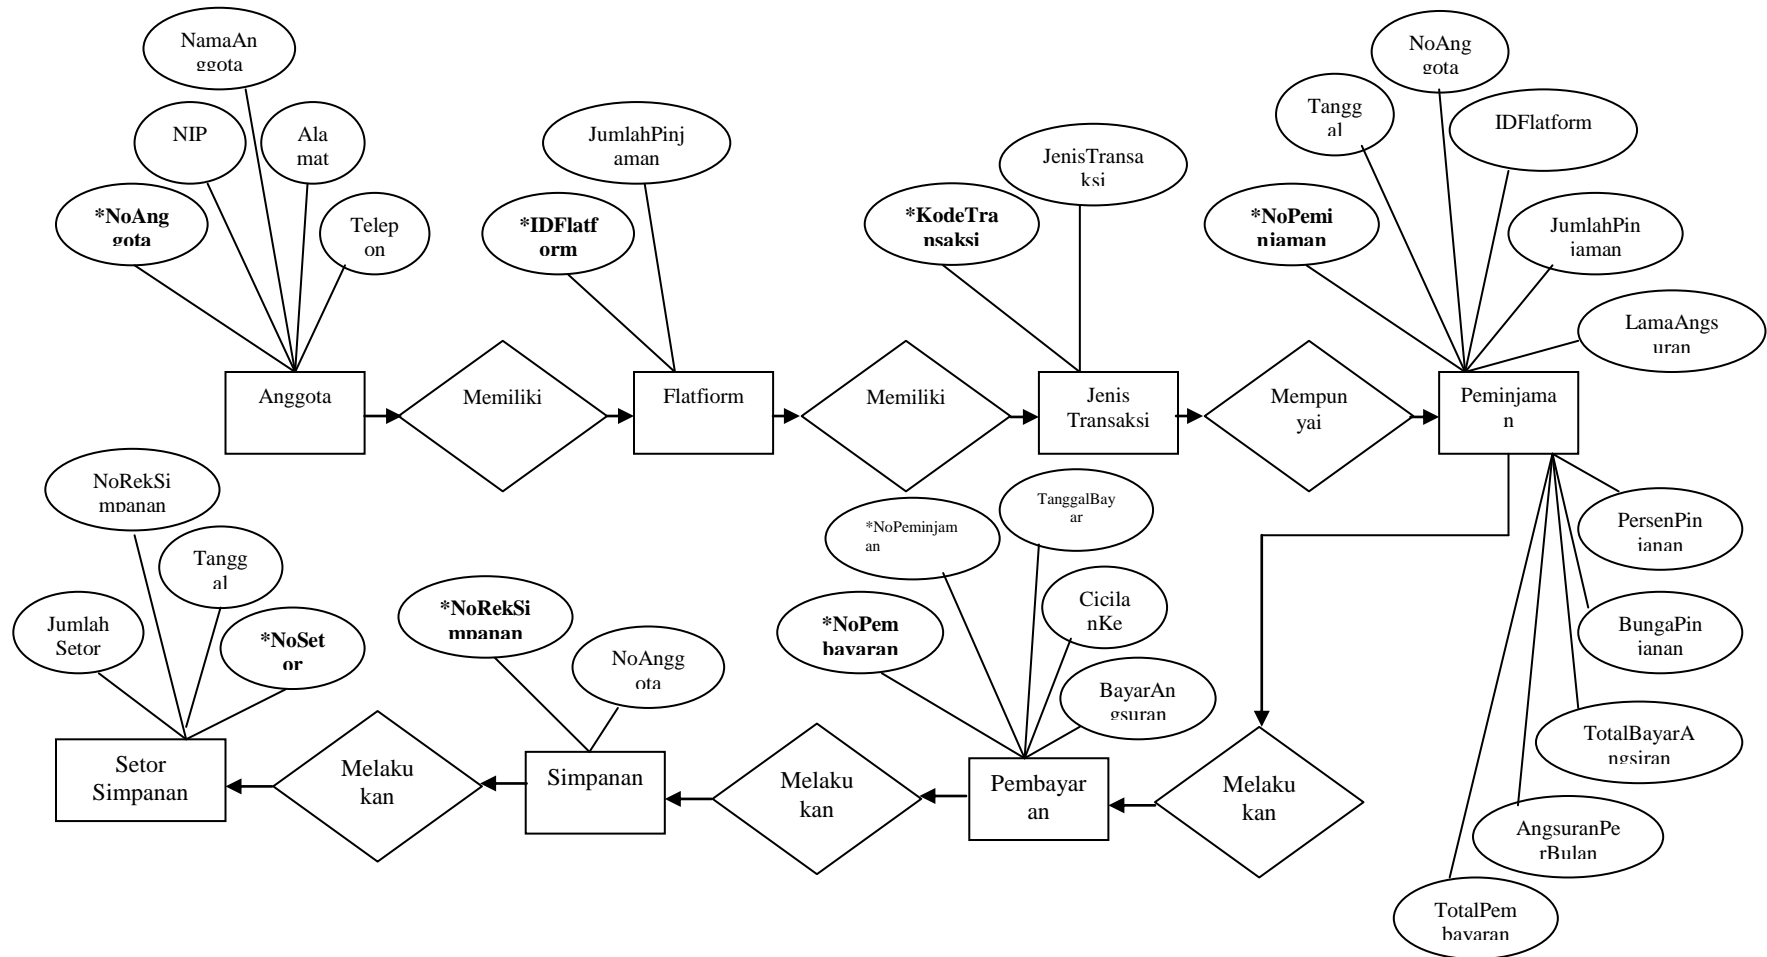 NamaAn
ggota
NIP
Ala
mat
*NoAng
gota
Telep
on
JumlahPinj
aman
*IDFlatf
orm
JenisTransa
ksi
*KodeTra
nsaksi
NoAng
gota
Tangg
al
IDFlatform
*NoPemi
njaman
JumlahPin
jaman
LamaAngs
uran
Anggota
Memiliki
Flatfiorm
Memiliki
Jenis
Transaksi
Mempun
yai
Peminjama
n
NoRekSi
mpanan
Tangg
al
Jumlah
Setor
*NoSet
or
*NoRekSi
mpanan
NoAngg
ota
*NoPeminjam
an
TanggalBay
ar
*NoPem
bayaran
Cicila
nKe
BayarAn
gsuran
PersenPin
janan
BungaPin
janan
TotalBayarA
ngsiran
AngsuranPe
rBulan
TotalPem
bayaran
Setor
Simpanan
Melaku
kan
Simpanan
Melaku
kan
Pembayar
an
Melaku
kan